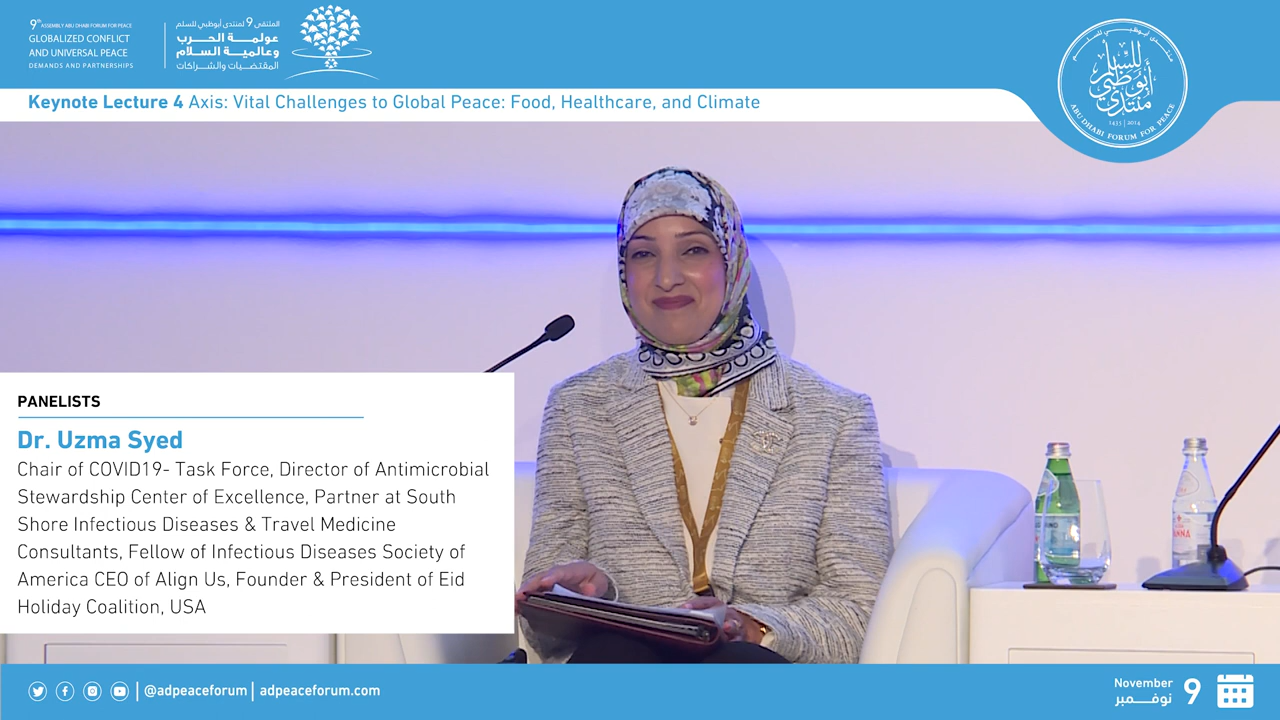 9th ASSEMBLY ABU DHABI FORUM FOR PEACE
GLOBALIZED CONFLICT
AND UNIVERSAL PEACE
DEMANDS AND PARTNERSHIPS
الملتقى 9 لمنتدى أبوظبي للسلم
عولمة الحرب
وعالمية السلام
المقتضيات والشراكات
منتدى أبوظبي للسلم
1435 | 2014
ABU DHABI FORUM FOR PEACE
Keynote Lecture 4 Axis: Vital Challenges to Global Peace: Food, Healthcare, and Climate
PANELISTS
Dr. Uzma Syed
Chair of COVID19- Task Force, Director of Antimicrobial
Stewardship Center of Excellence, Partner at South
Shore Infectious Diseases & Travel Medicine
Consultants, Fellow of Infectious Diseases Society of
America CEO of Align Us, Founder & President of Eid
Holiday Coalition, USA
@adpeaceforum | adpeaceforum.com
November
نوفمبر
9